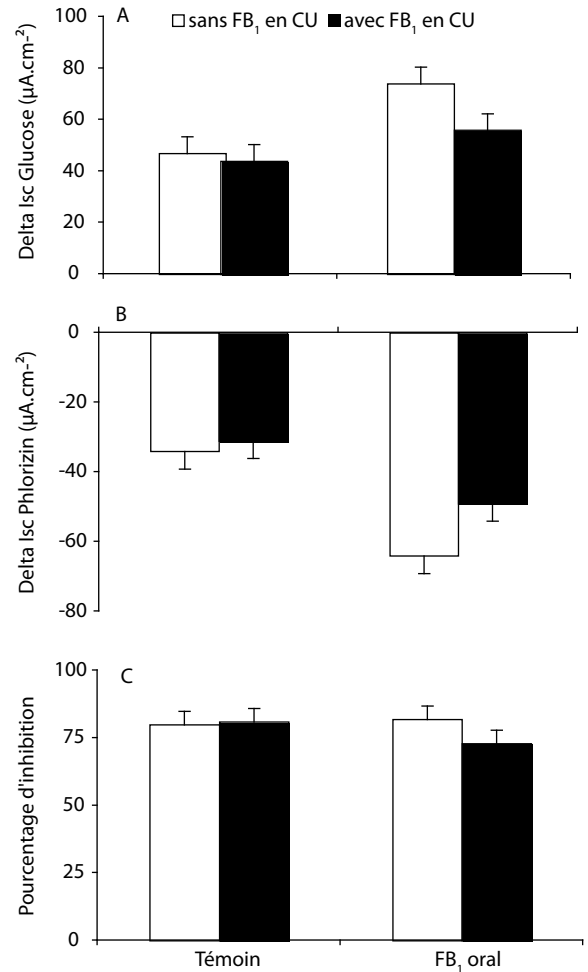 A
sans FB₁ en CU avec FB₁ en CU
Delta Isc Glucose (µA.cm-²)
100
80
60
40
20
0
B
Delta Isc Phlorizin (µA.cm-²)
0
-20
-40
-60
-80
C
Pourcentage d'inhibition
100
75
50
25
0
Témoin FB₁ oral